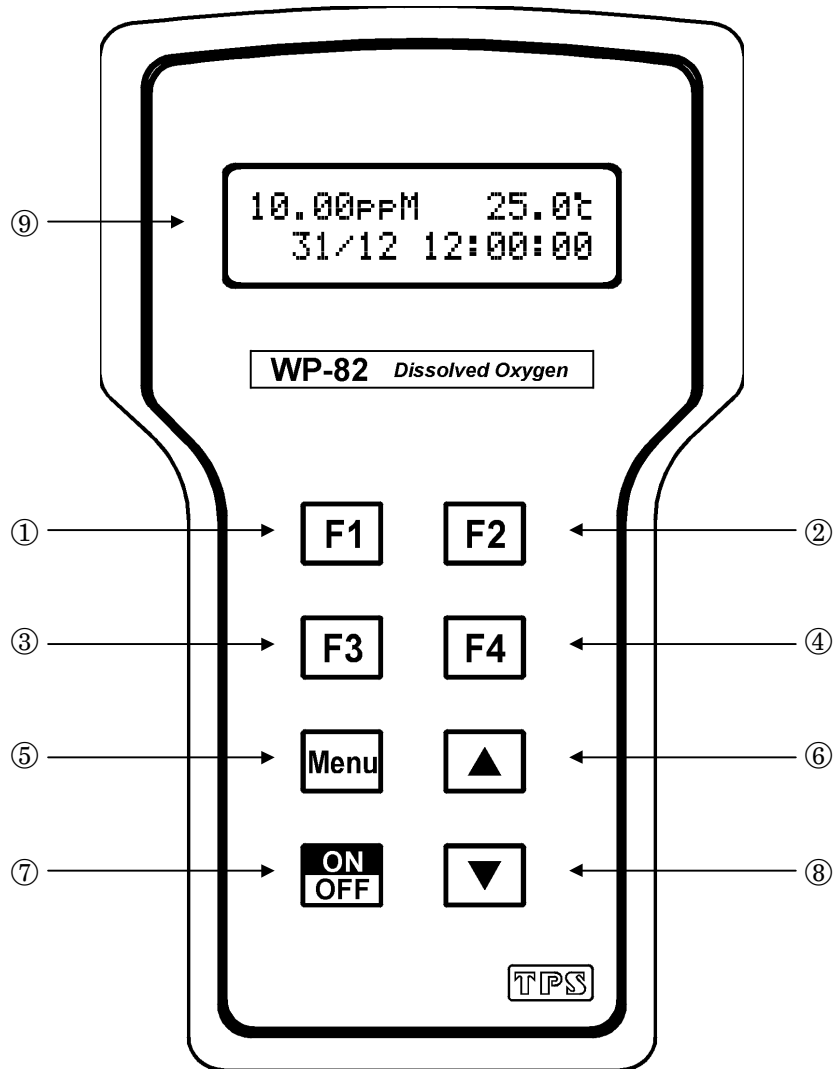 10.00ppM 25.0℃
31/12 12:00:00
⑨
WP-82 Dissolved Oxygen
① F1 F2 ②
③ F3 F4 ④
⑤ Menu ▲ ⑥
⑦ ON
OFF ▼ ⑧
TPS